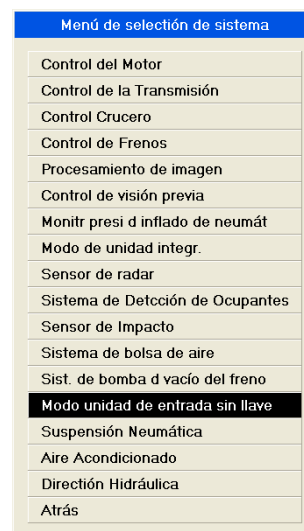 Menú de selección de sistema
Control del Motor
Control de la Transmisión
Control Crucero
Control de Frenos
Procesamiento de imagen
Control de visión previa
Monitr presi d inflado de neumát
Modo de unidad integr.
Sensor de radar
Sistema de Detcción de Ocupantes
Sensor de Impacto
Sistema de bolsa de aire
Sist. de bomba d vacío del freno
Modo unidad de entrada sin llave
Suspensión Neumática
Aire Acondicionado
Directión Hidráulica
Atrás